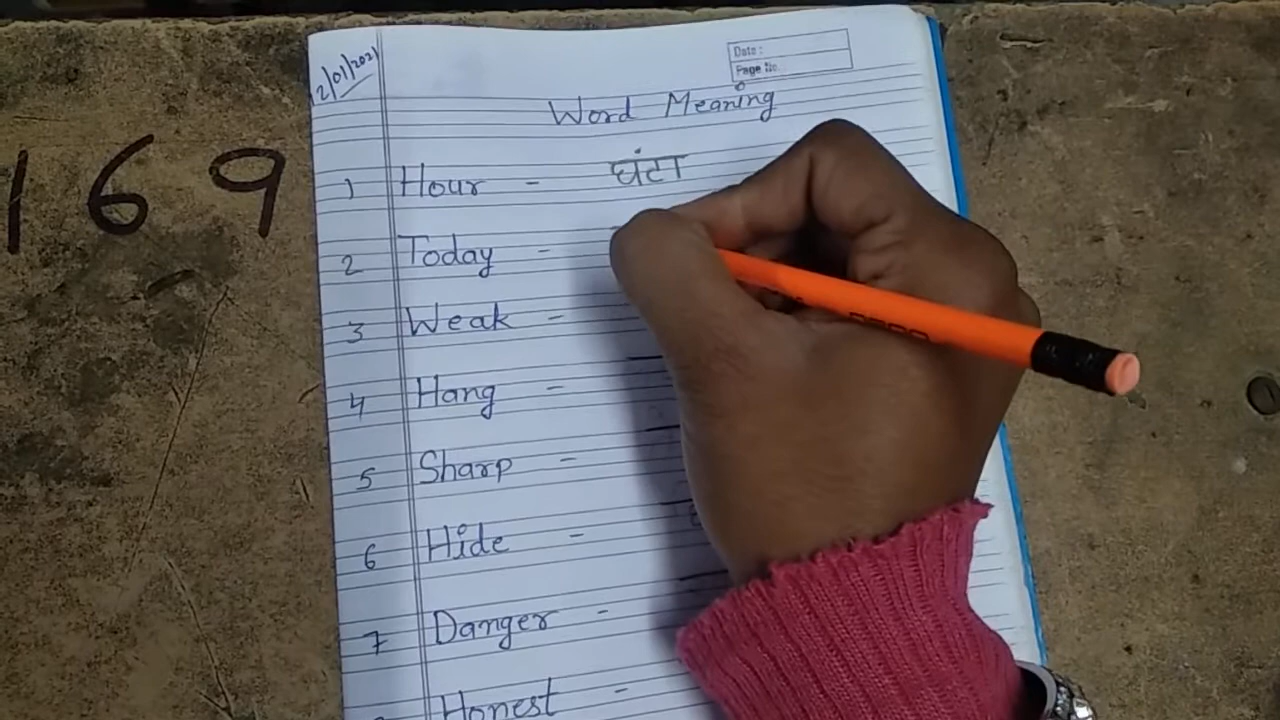 2/01/2021
Date :
Page No.
Word Meaning
169
1 Hour - घंटा
2 Today -
3 Weak -
4 Hang -
5 Sharp -
6 Hide -
7 Danger -
Honest -